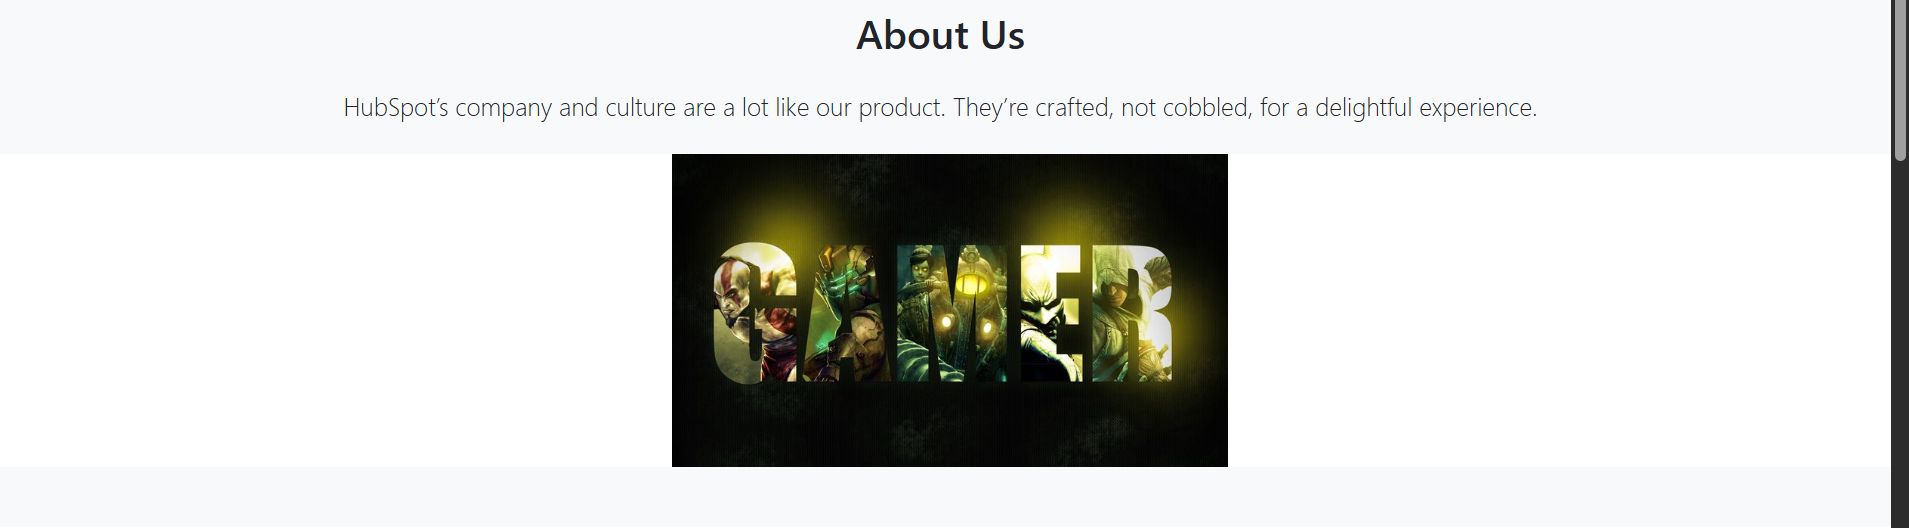 About Us
HubSpot’s company and culture are a lot like our product. They’re crafted, not cobbled, for a delightful experience.
GAMER